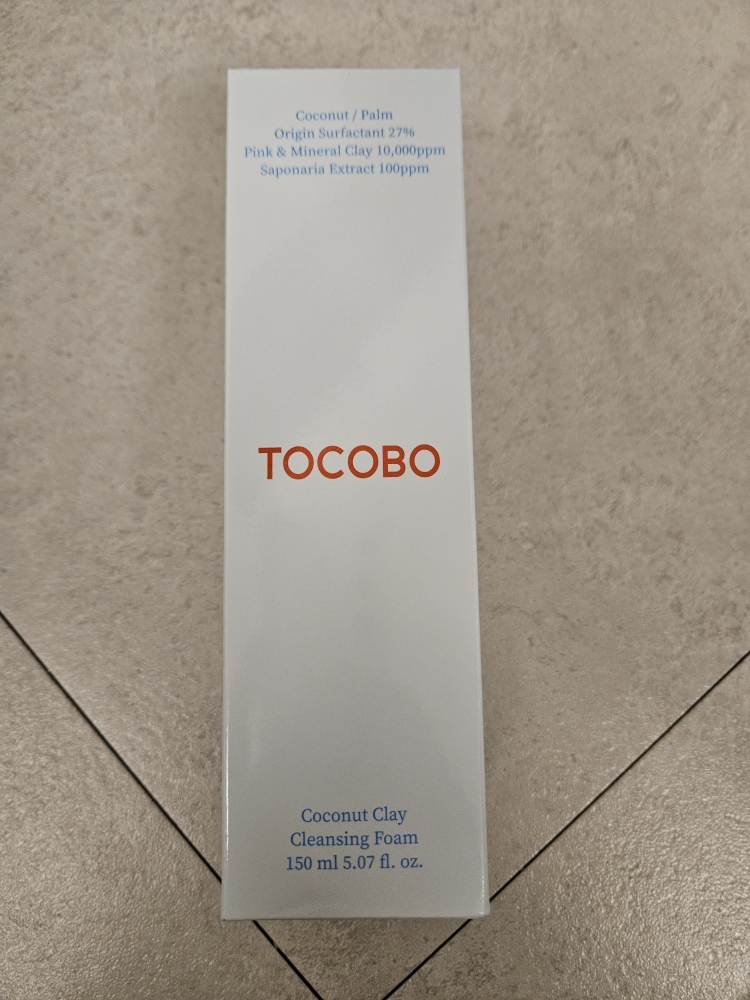 Coconut / Palm
Origin Surfactant 27%
Pink & Mineral Clay 10,000ppm
Saponaria Extract 100ppm
TOCOBO
Coconut Clay
Cleansing Foam
150 ml 5.07 fl. oz.